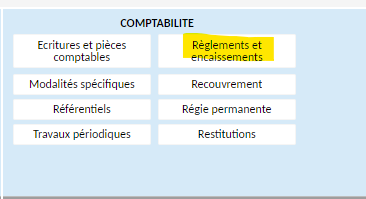 COMPTABILITE
Ecritures et pièces
comptables
Règlements et
encaissements
Modalités spécifiques
Recouvrement
Référentiels
Régie permanente
Travaux périodiques
Restitutions